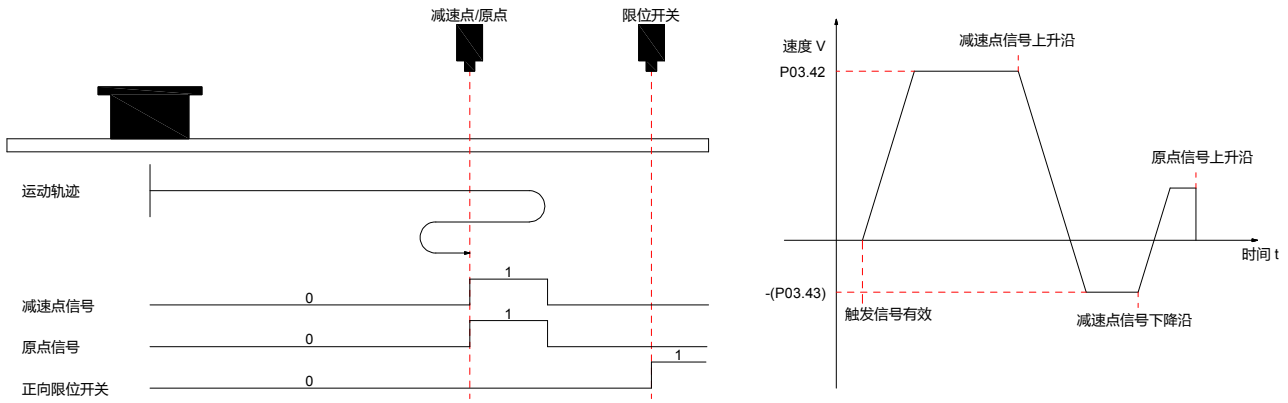 减速点/原点
限位开关
运动轨迹
减速点信号
0
1
原点信号
0
1
正向限位开关
0
1
速度 V
P03.42
减速点信号上升沿
原点信号上升沿
时间 t
-(P03.43)
触发信号有效
减速点信号下降沿